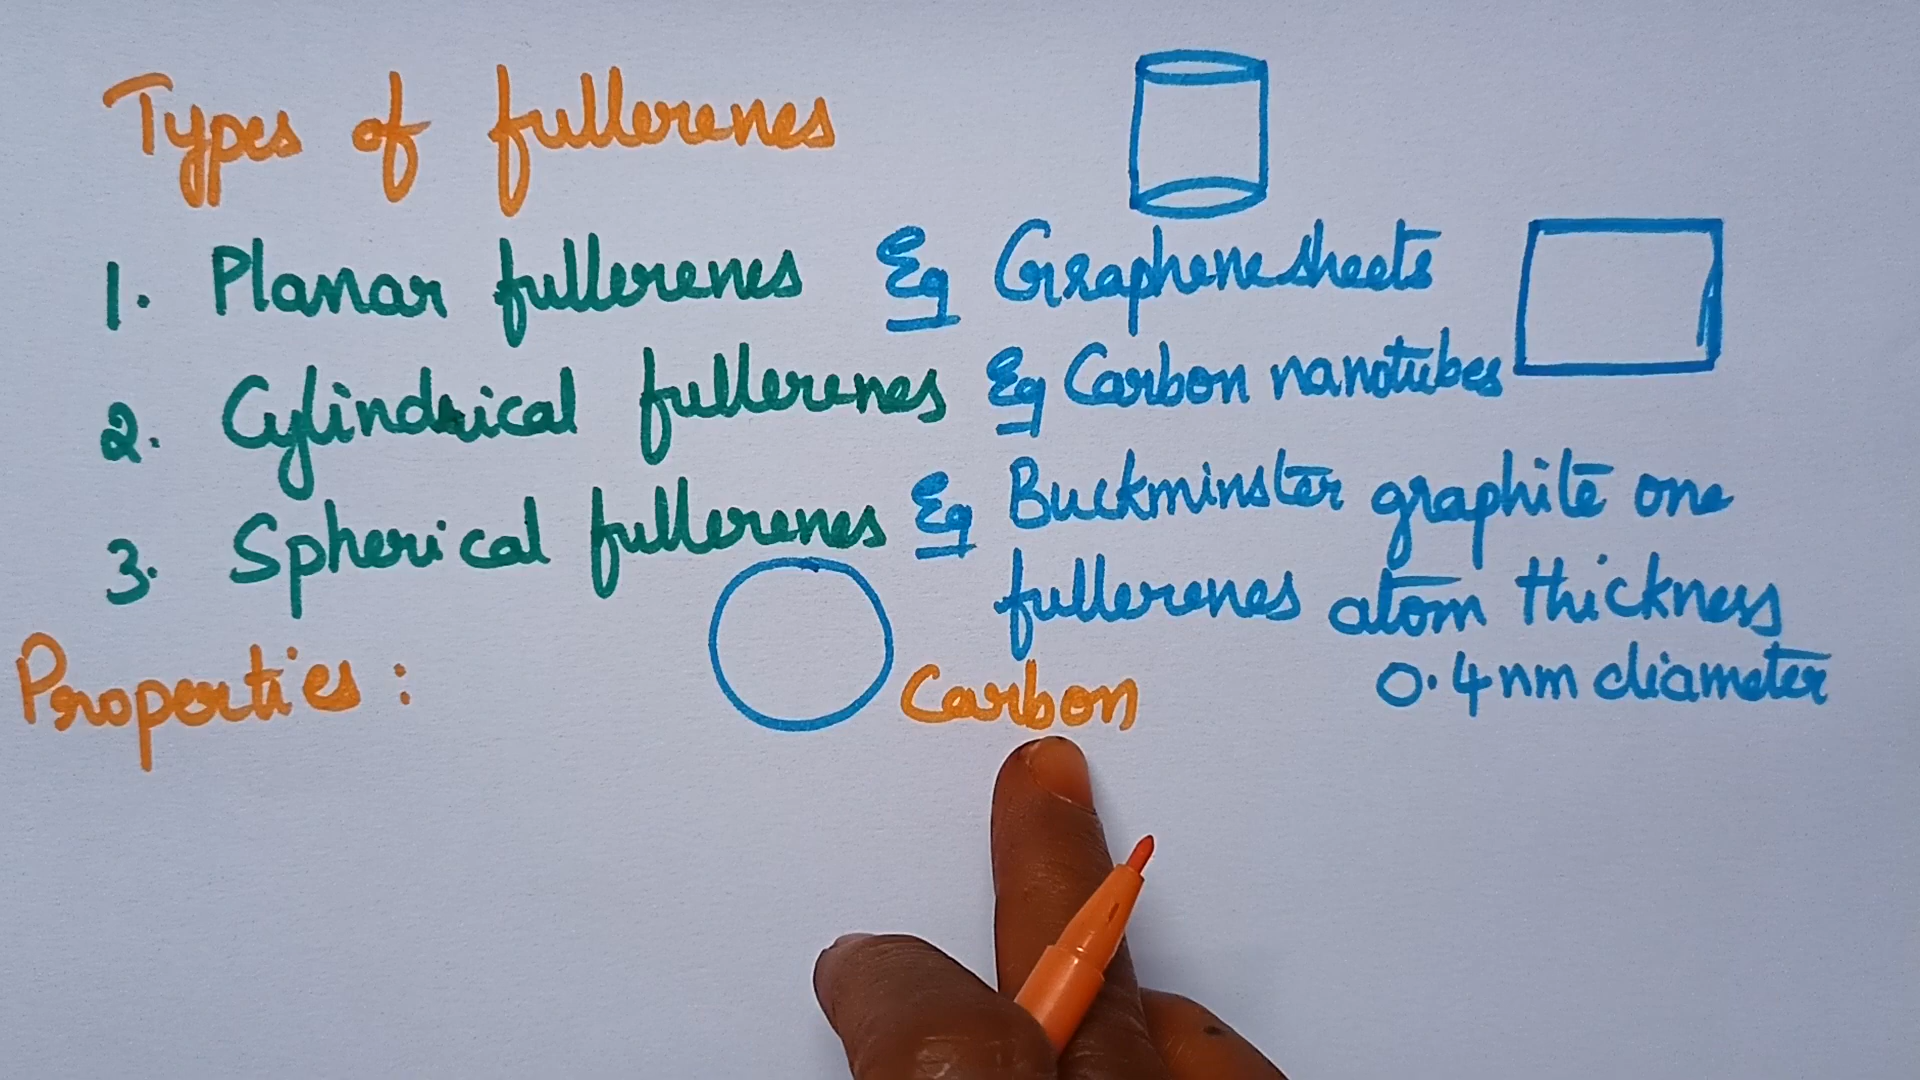 Types of fullerenes
1. Planar fullerenes Eg Graphene sheets
2. Cylindrical fullerenes Eg Carbon nanotubes
3. Spherical fullerenes Eg Buckminster graphite one
fullerenes atom thickness
0.4nm diameter
Properties :
Carbon